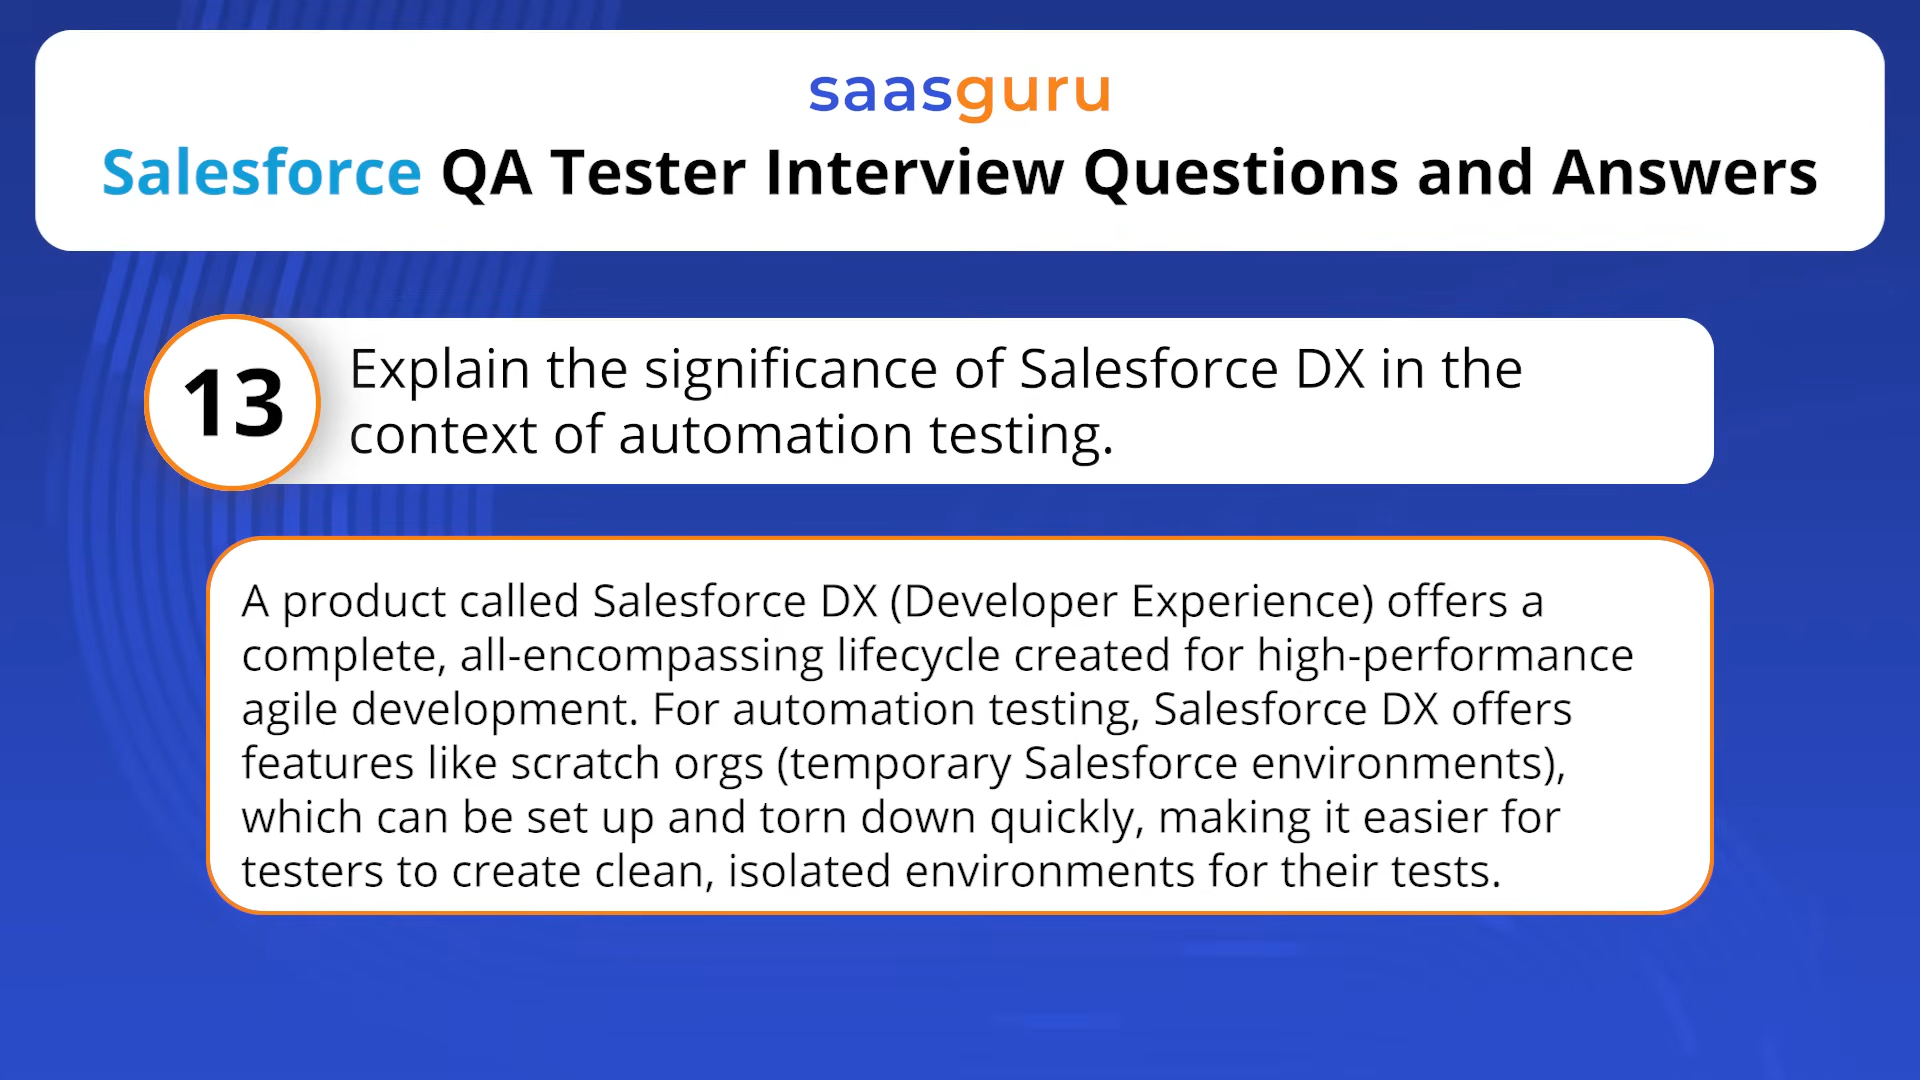 saasguru
Salesforce QA Tester Interview Questions and Answers
13
Explain the significance of Salesforce DX in the
context of automation testing.
A product called Salesforce DX (Developer Experience) offers a
complete, all-encompassing lifecycle created for high-performance
agile development. For automation testing, Salesforce DX offers
features like scratch orgs (temporary Salesforce environments),
which can be set up and torn down quickly, making it easier for
testers to create clean, isolated environments for their tests.